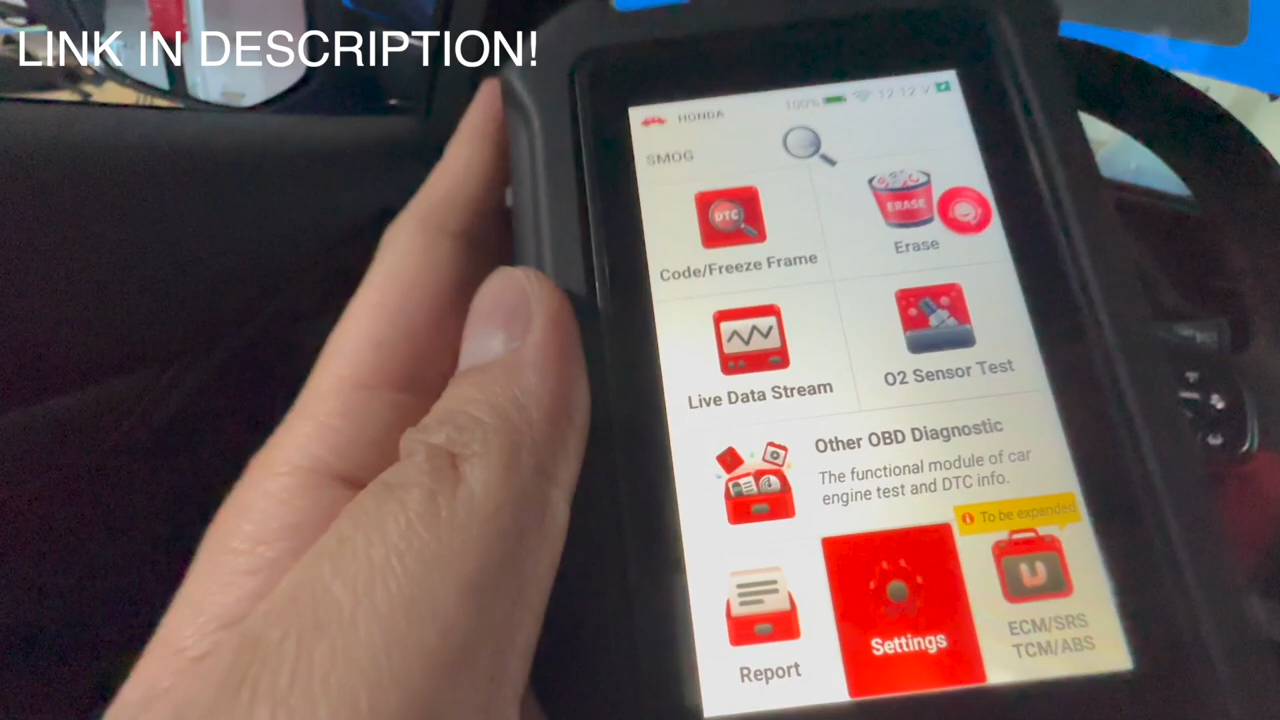 LINK IN DESCRIPTION!
HONDA
100% 12:12 V
SMOG
DTC
ERASE
Code/Freeze Frame
Erase
Live Data Stream
O2 Sensor Test
Other OBD Diagnostic
The functional module of car
engine test and DTC info.
To be expanded
Report
Settings
ECM/SRS
TCM/ABS